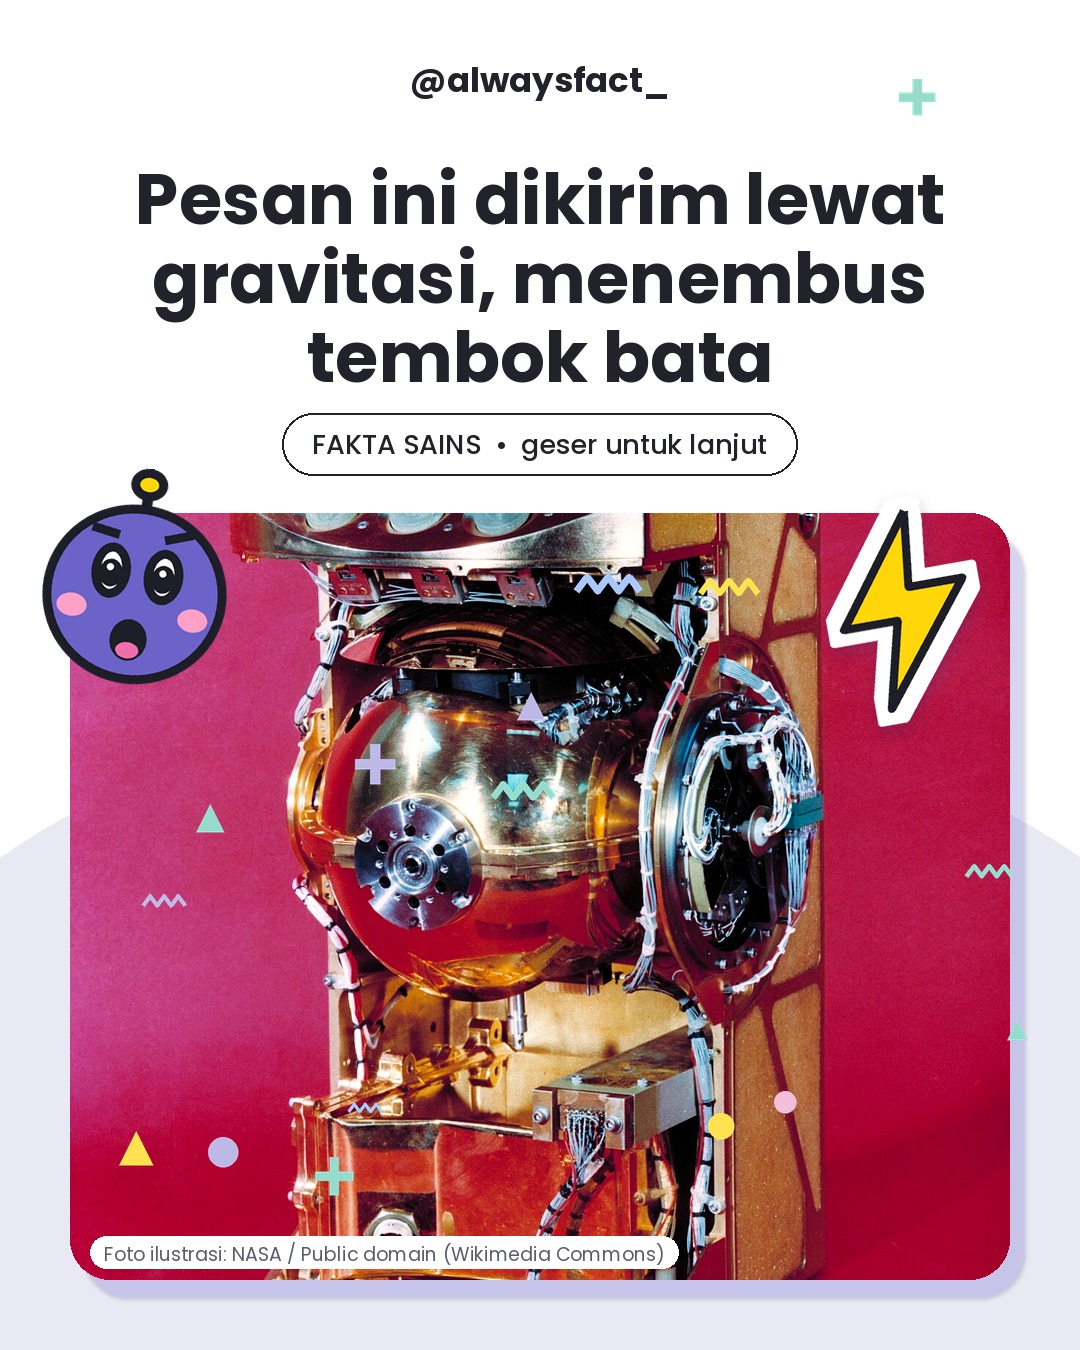 @alwaysfact_
Pesan ini dikirim lewat
gravitasi, menembus
tembok bata
FAKTA SAINS • geser untuk lanjut
Foto ilustrasi: NASA / Public domain (Wikimedia Commons)